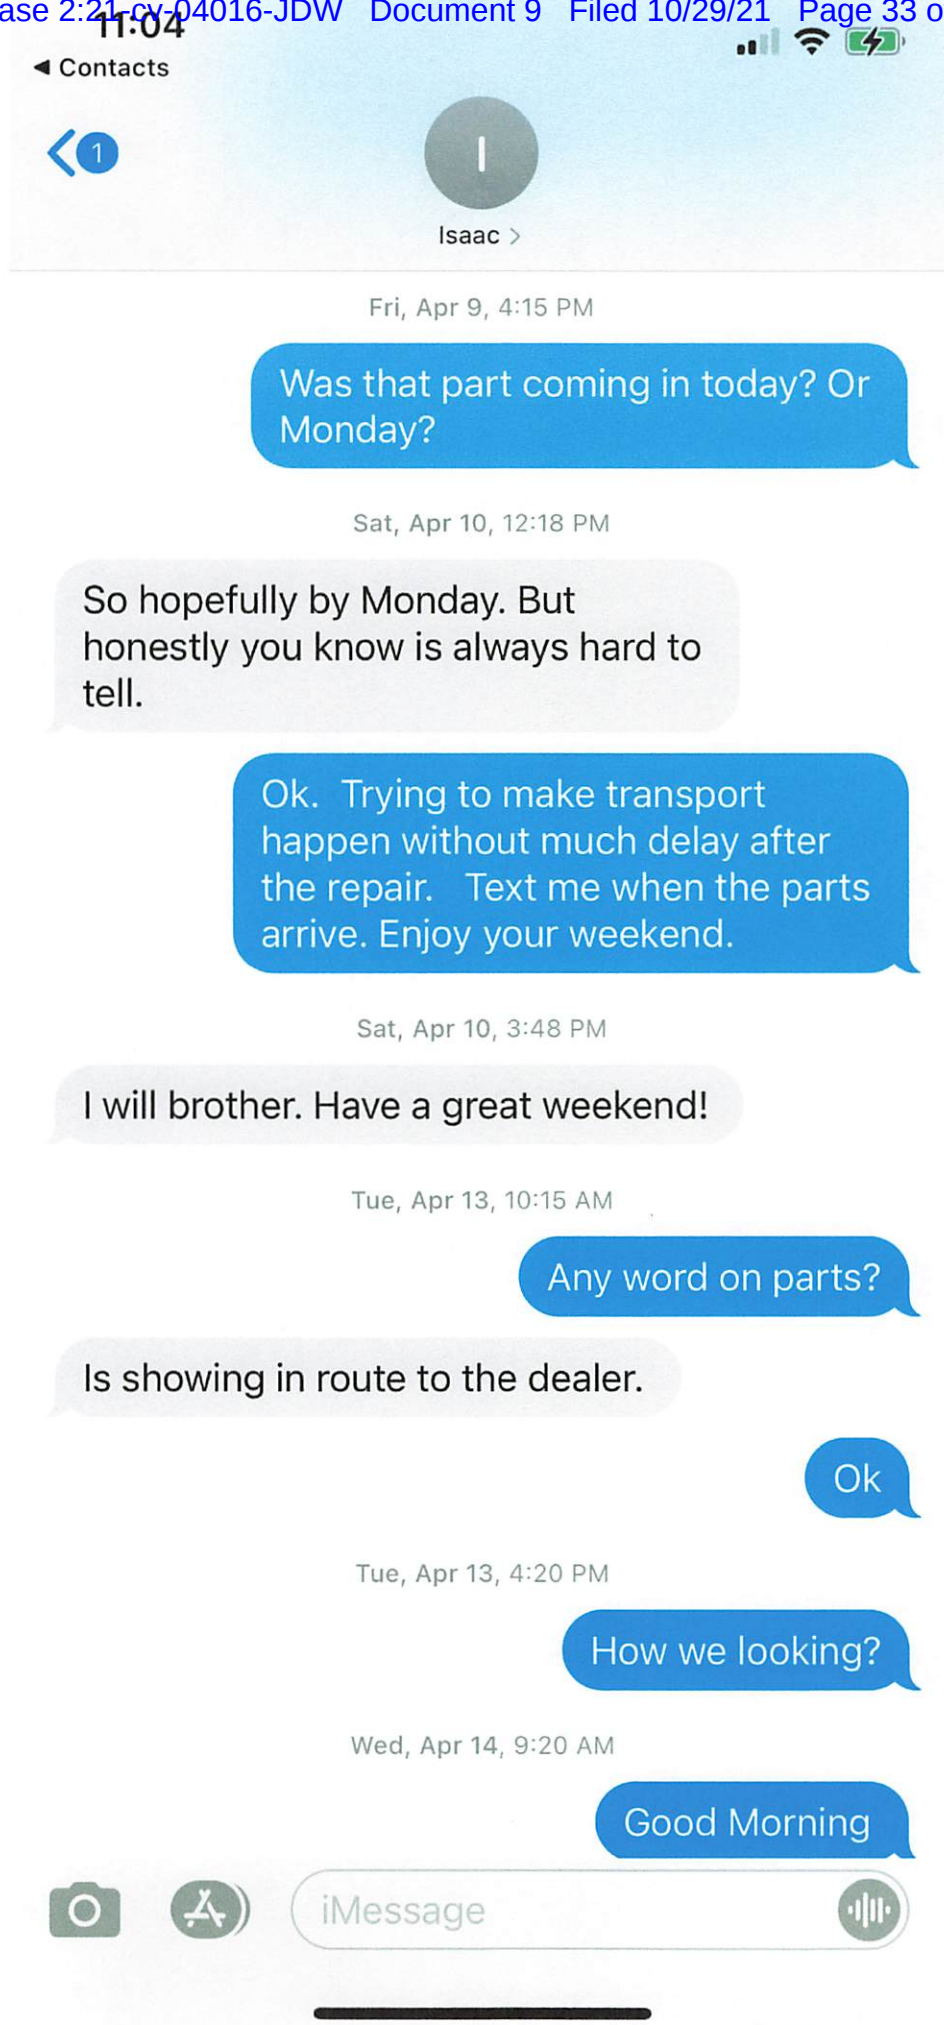 ase 2:21-cv-04016-JDW Document 9 Filed 10/29/21 Page 33 o
11:04
Contacts
1
I
Isaac
Fri, Apr 9, 4:15 PM
Was that part coming in today? Or
Monday?
Sat, Apr 10, 12:18 PM
So hopefully by Monday. But
honestly you know is always hard to
tell.
Ok. Trying to make transport
happen without much delay after
the repair. Text me when the parts
arrive. Enjoy your weekend.
Sat, Apr 10, 3:48 PM
I will brother. Have a great weekend!
Tue, Apr 13, 10:15 AM
Any word on parts?
Is showing in route to the dealer.
Ok
Tue, Apr 13, 4:20 PM
How we looking?
Wed, Apr 14, 9:20 AM
Good Morning
iMessage